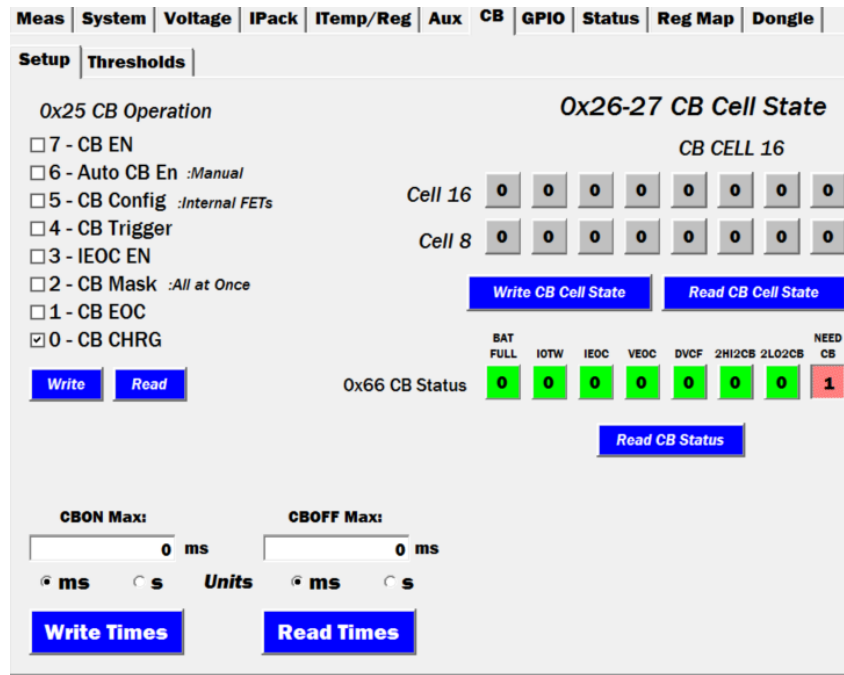 Meas System Voltage IPack ITemp/Reg Aux CB GPIO Status Reg Map Dongle
Setup Thresholds
0x25 CB Operation
7 - CB EN
6 - Auto CB En :Manual
5 - CB Config :Internal FETs
4 - CB Trigger
3 - IEOC EN
2 - CB Mask :All at Once
1 - CB EOC
0 - CB CHRG
Write Read
0x26-27 CB Cell State
CB CELL 16
Cell 16 0 0 0 0 0 0 0 0
Cell 8 0 0 0 0 0 0 0 0
Write CB Cell State Read CB Cell State
BAT FULL IOTW IEOC VEOC DVCF 2HI2CB 2LO2CB NEED CB
0x66 CB Status 0 0 0 0 0 0 0 1
Read CB Status
CBON Max: CBOFF Max:
0 ms 0 ms
ms s Units ms s
Write Times Read Times